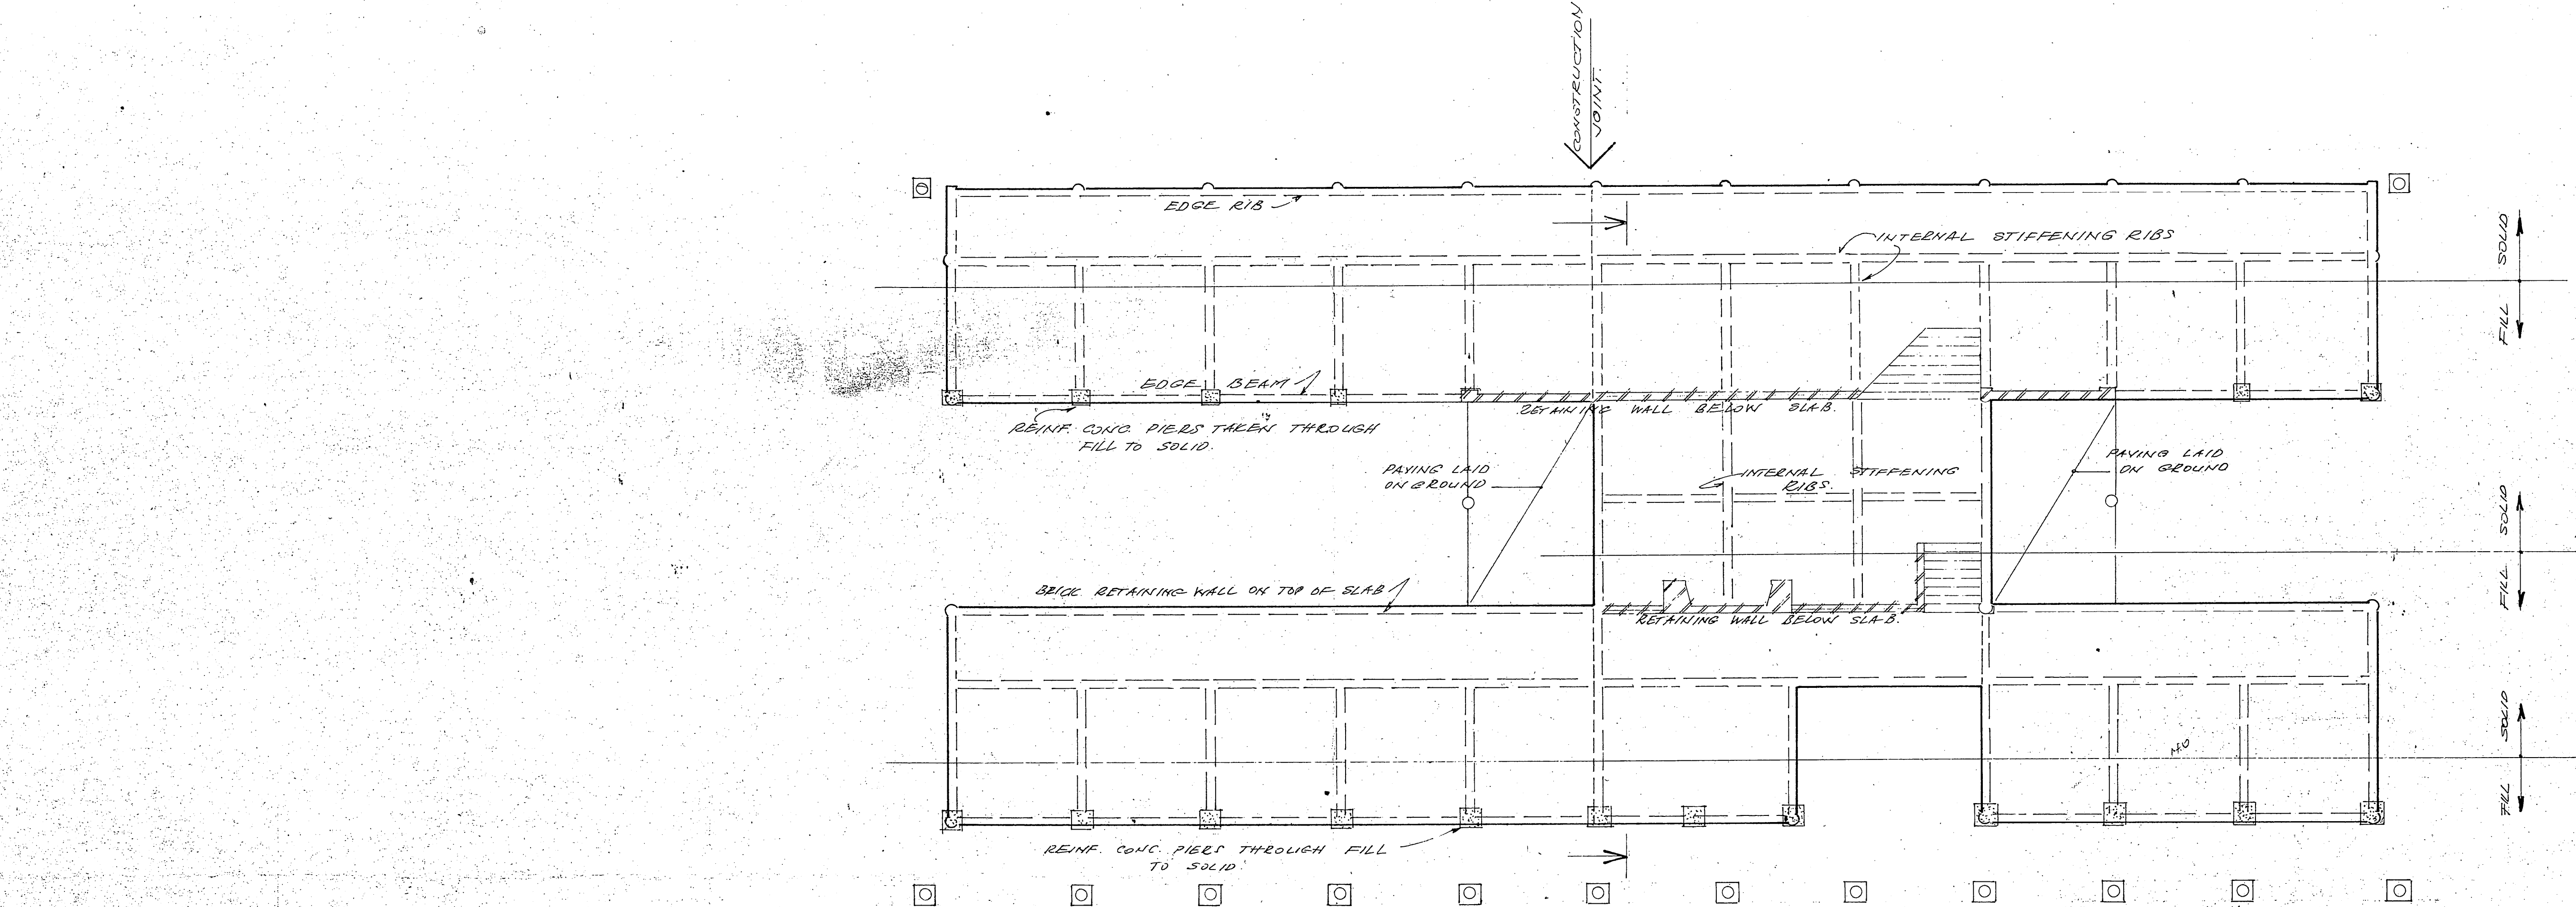 CONSTRUCTION
JOINT.
EDGE RIB
INTERNAL STIFFENING RIBS
SOLID
FILL
EDGE BEAM
RETAINING WALL BELOW SLAB.
REINF. CONC. PIERS TAKEN THROUGH
FILL TO SOLID.
PAVING LAID
ON GROUND
INTERNAL STIFFENING
RIBS.
PAVING LAID
ON GROUND
SOLID
FILL
BRICK RETAINING WALL ON TOP OF SLAB
RETAINING WALL BELOW SLAB.
SOLID
FILL
REINF. CONC. PIERS THROUGH FILL
TO SOLID.